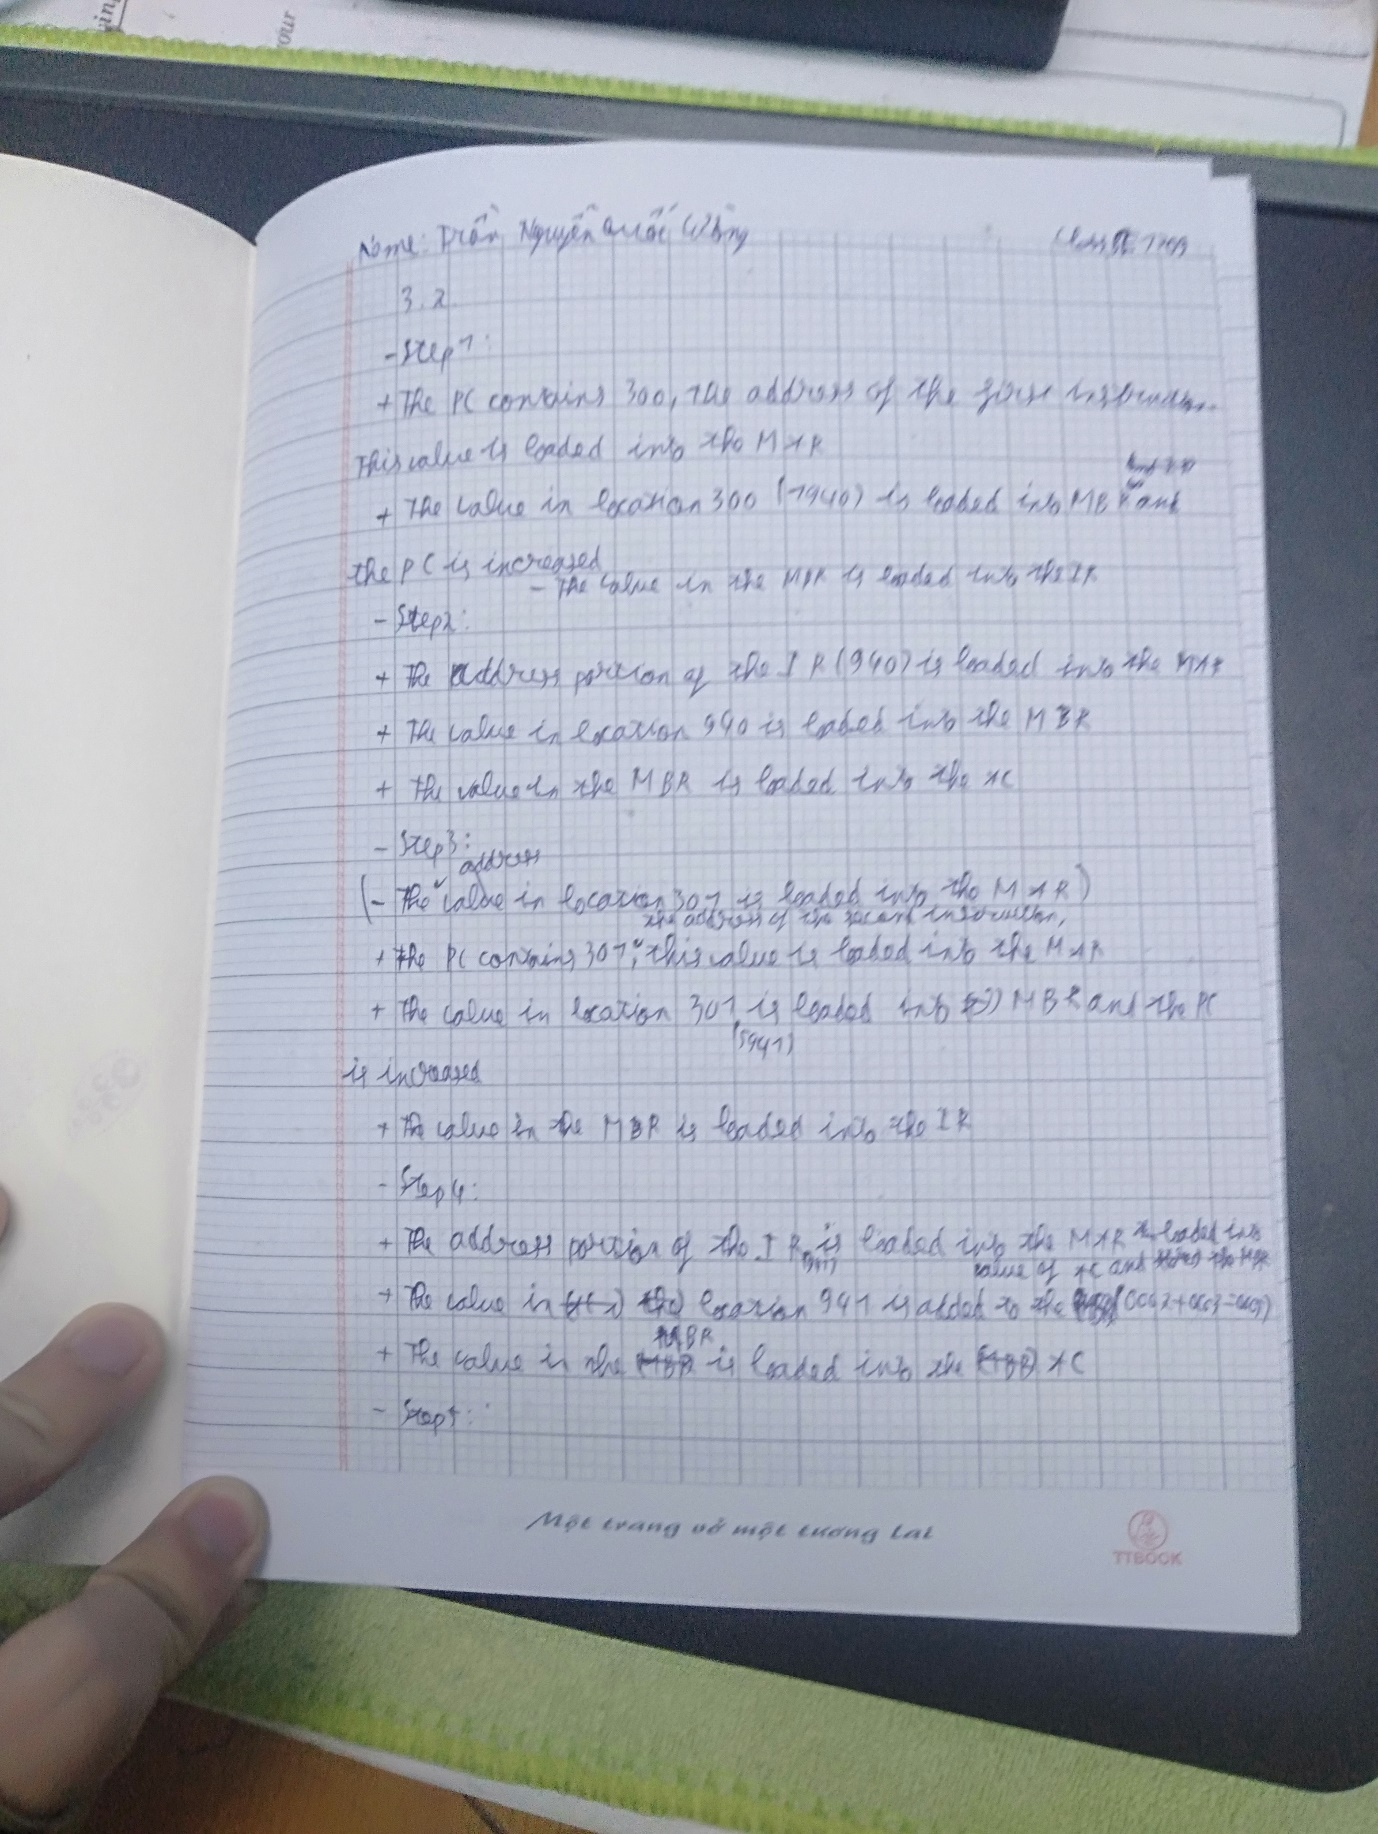 your
Name: Trần Nguyễn Quốc
Class
3.2
- Step 1:
+ The PC contains 300, the address of the first instruction.
This value is loaded into the MAR
+ The value in location 300 (1940) is loaded into MBR and
the PC is increased
- The value in the MBR is loaded into the IR
- Step 2:
+ The address portion of the IR (940) is loaded into the MAR
+ The value in location 940 is loaded into the MBR
+ The value in the MBR is loaded into the AC
- Step 3:
address
(- The value in location 301 is loaded into the MAR)
the address of the second instruction,
+ the PC contains 301, this value is loaded into the MAR
+ The value in location 301 is loaded into MBR and the PC
(5941)
is increased
+ The value in the MBR is loaded into the IR
- Step 4:
+ The address portion of the IR is loaded into the MAR loaded into
(941) value of AC and the MBR
+ The value in location 941 is added to the
MBR
+ The value in the is loaded into the AC
- Step 5:
Một trang vở một tương lai
TTBOOK